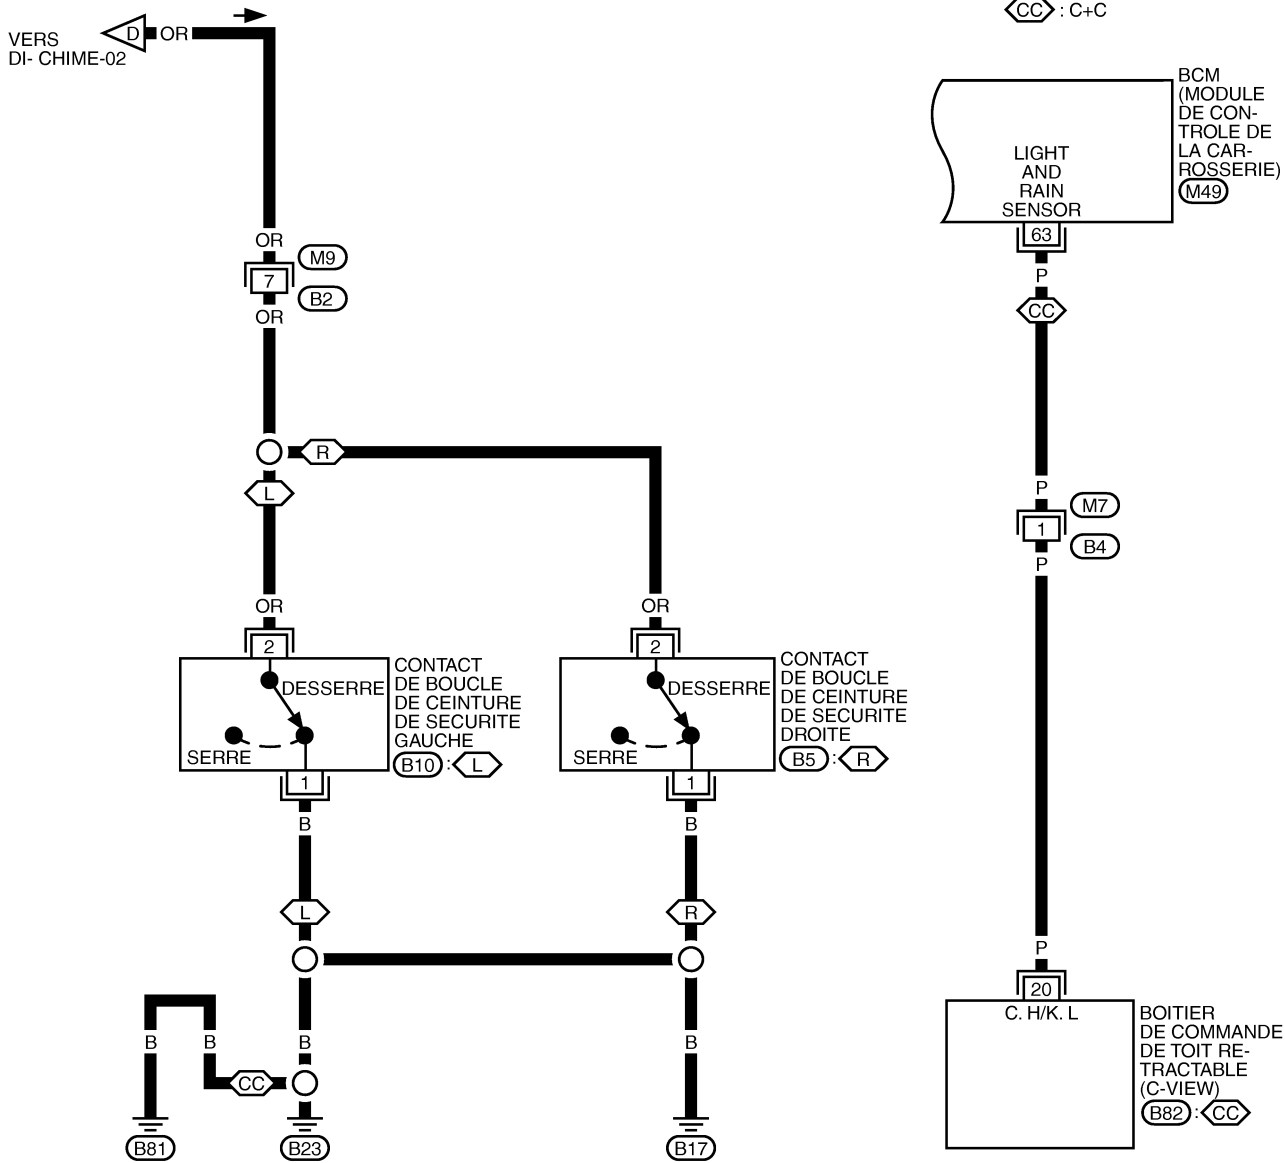 CC : C+C
VERS
DI- CHIME-02
D
OR
BCM
(MODULE
DE CON-
TROLE DE
LA CAR-
ROSSERIE)
M49
LIGHT
AND
RAIN
SENSOR
63
P
CC
OR
M9
7
B2
OR
R
L
P
M7
1
B4
P
OR
2
DESSERRE
SERRE
1
CONTACT
DE BOUCLE
DE CEINTURE
DE SECURITE
GAUCHE
B10 : L
OR
2
DESSERRE
SERRE
1
CONTACT
DE BOUCLE
DE CEINTURE
DE SECURITE
DROITE
B5 : R
B
B
L
R
P
20
C. H/K. L
BOITIER
DE COMMANDE
DE TOIT RE-
TRACTABLE
(C-VIEW)
B82 : CC
B
B
B
B
CC
B81
B23
B17